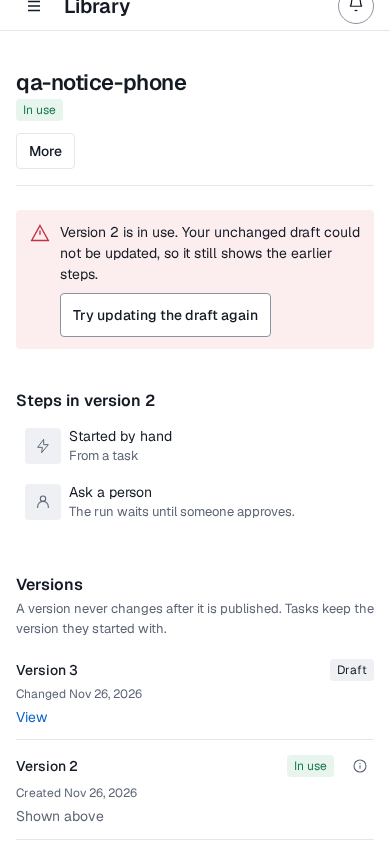 Library
qa-notice-phone
In use
More
Version 2 is in use. Your unchanged draft could
not be updated, so it still shows the earlier
steps.
Try updating the draft again
Steps in version 2
Started by hand
From a task
Ask a person
The run waits until someone approves.
Versions
A version never changes after it is published. Tasks keep the
version they started with.
Version 3
Draft
Changed Nov 26, 2026
View
Version 2
In use
Created Nov 26, 2026
Shown above